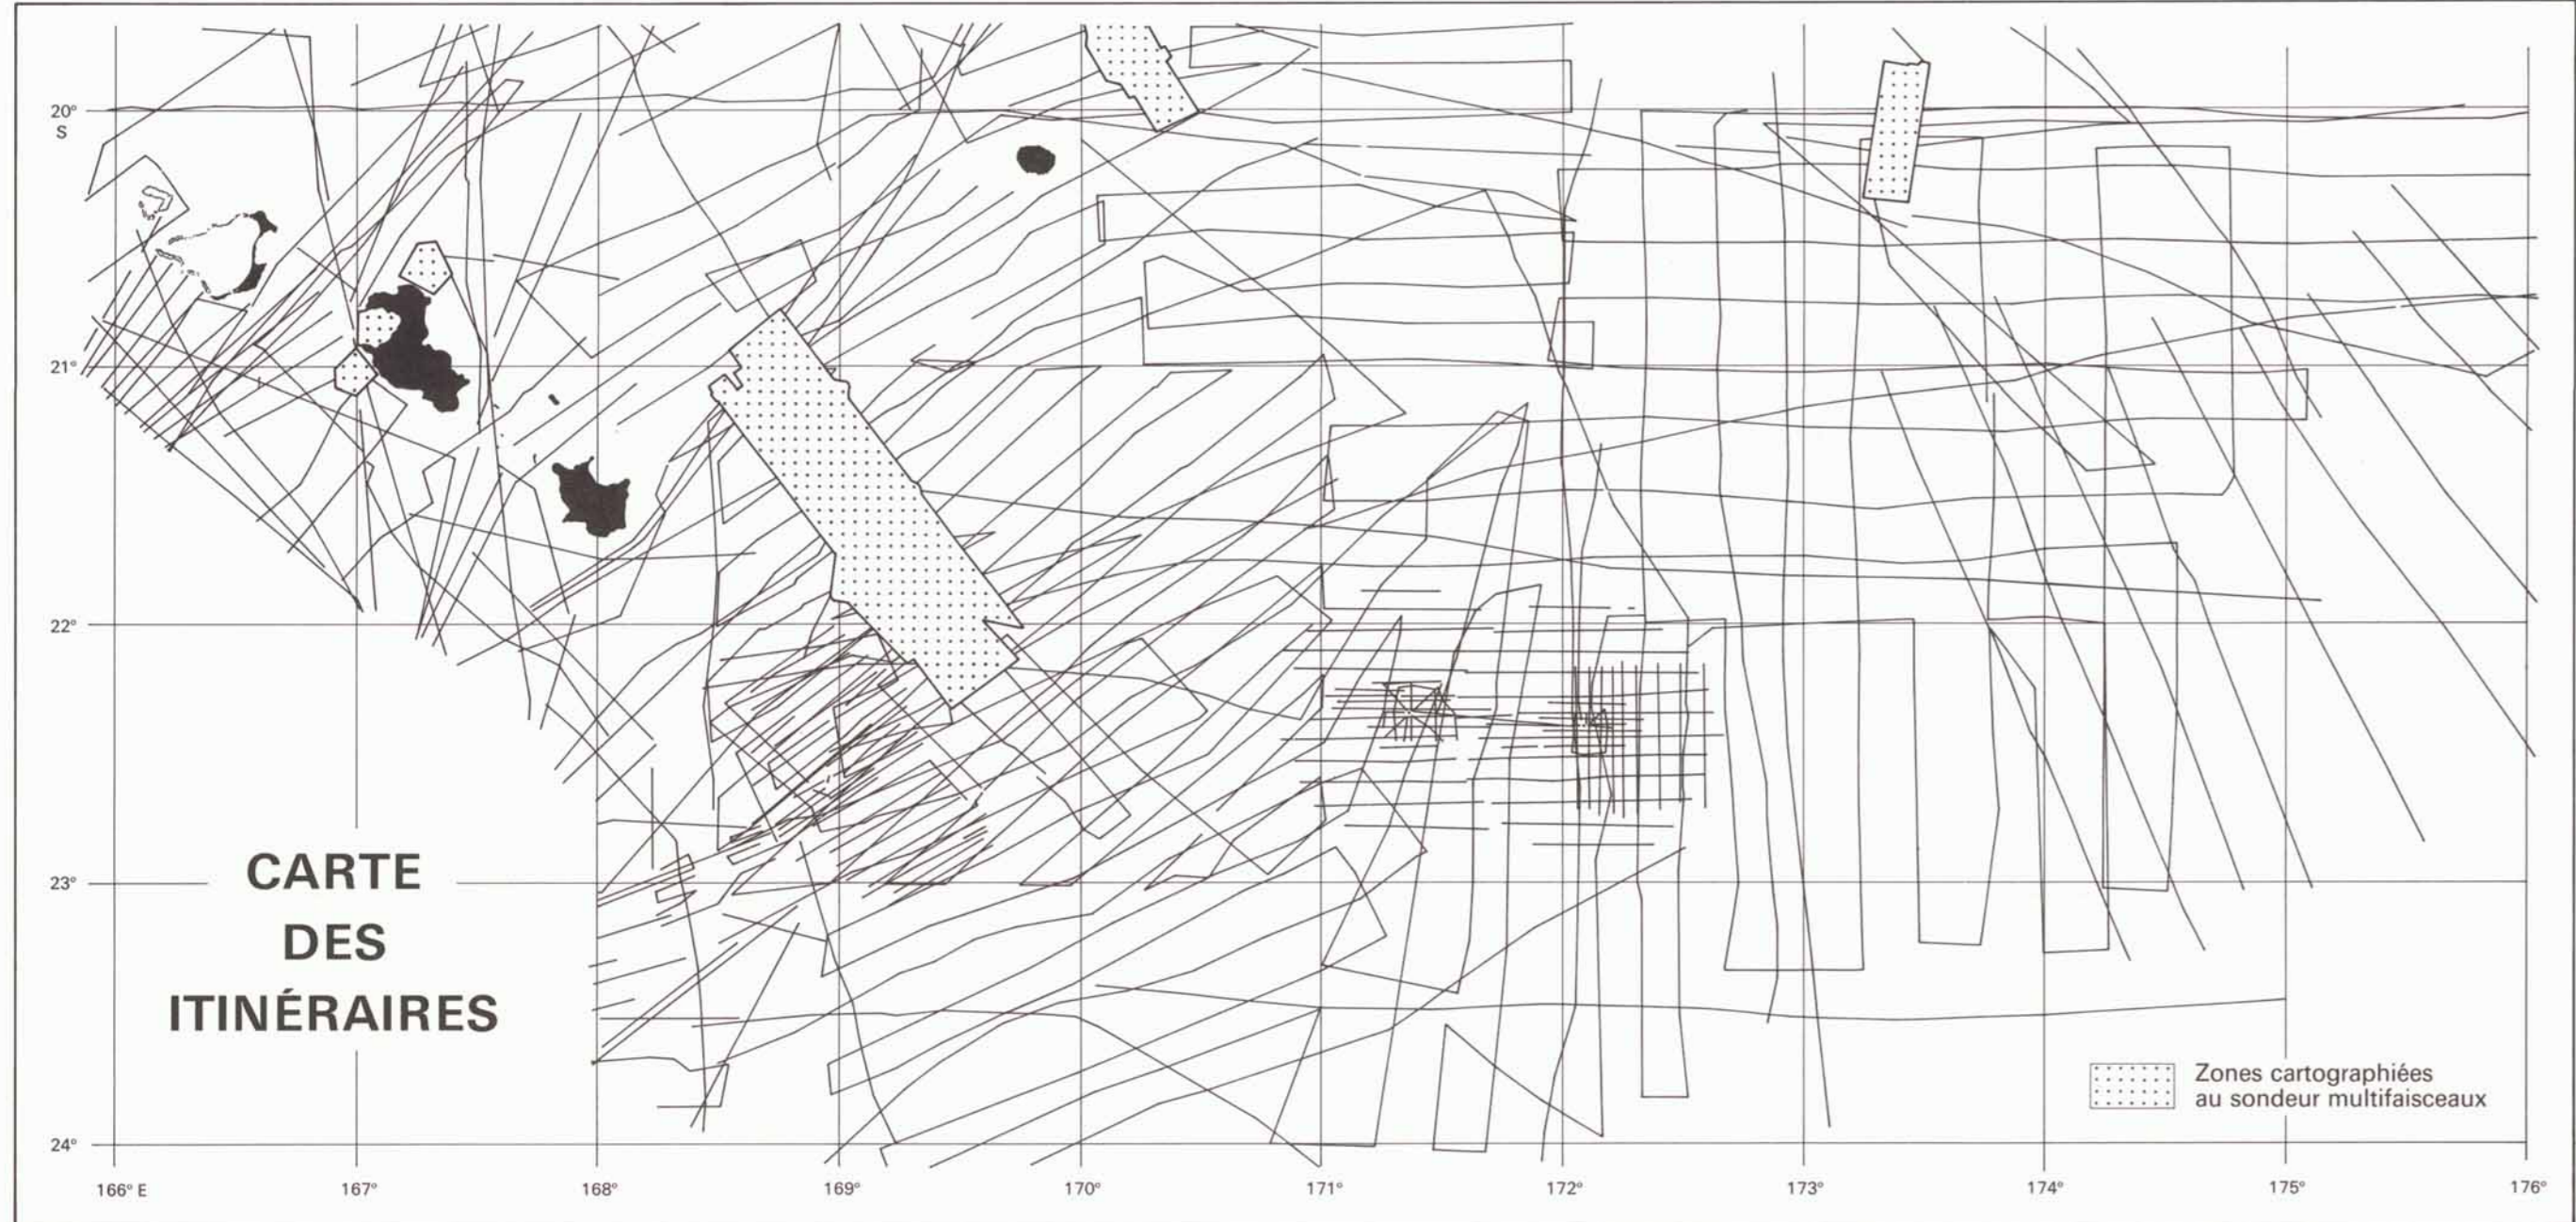 20°
S
21°
22°
23°
24°
CARTE
DES
ITINÉRAIRES
Zones cartographiées
au sondeur multifaisceaux
166° E
167°
168°
169°
170°
171°
172°
173°
174°
175°
176°